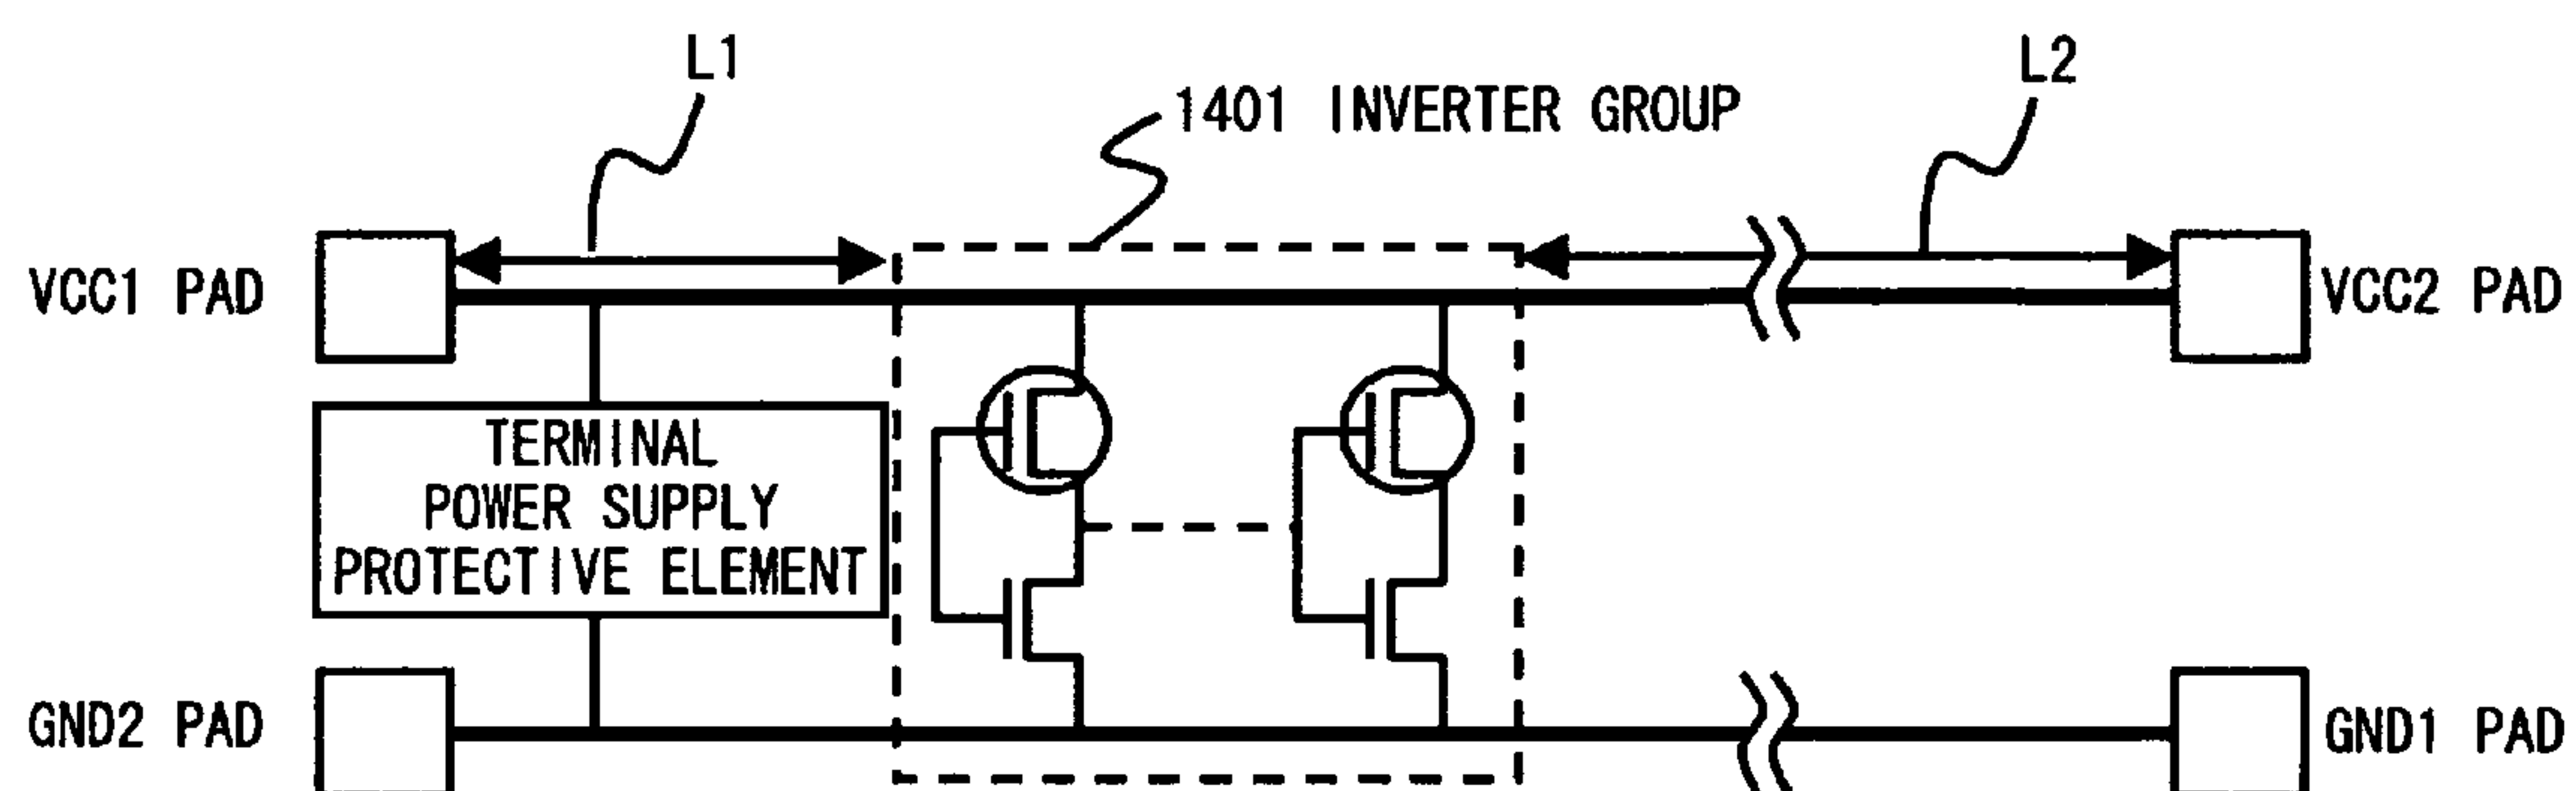 L1
1401 INVERTER GROUP
L2
VCC1 PAD
VCC2 PAD
TERMINAL
POWER SUPPLY
PROTECTIVE ELEMENT
GND2 PAD
GND1 PAD